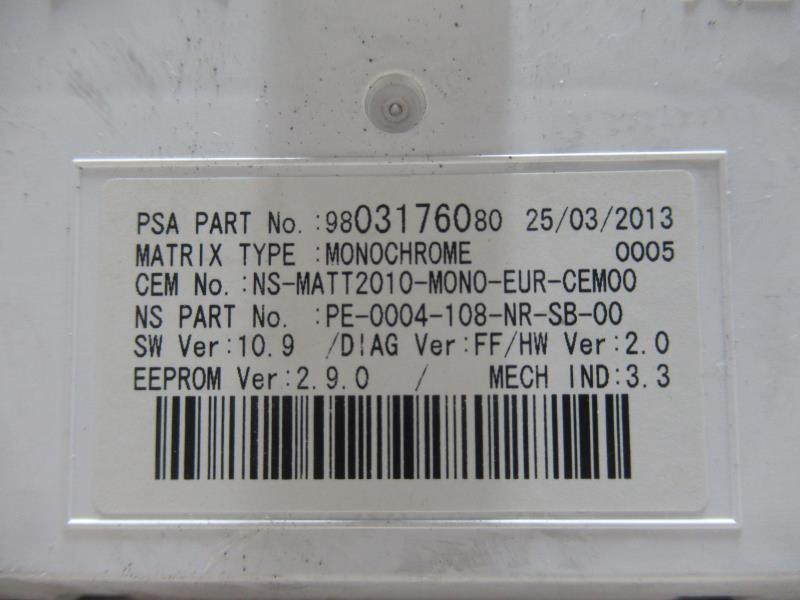 PSA PART No.:9803176080 25/03/2013
MATRIX TYPE :MONOCHROME 0005
CEM No.:NS-MATT2010-MONO-EUR-CEM00
NS PART No. :PE-0004-108-NR-SB-00
SW Ver:10.9 /DIAG Ver:FF/HW Ver:2.0
EEPROM Ver:2.9.0 / MECH IND:3.3